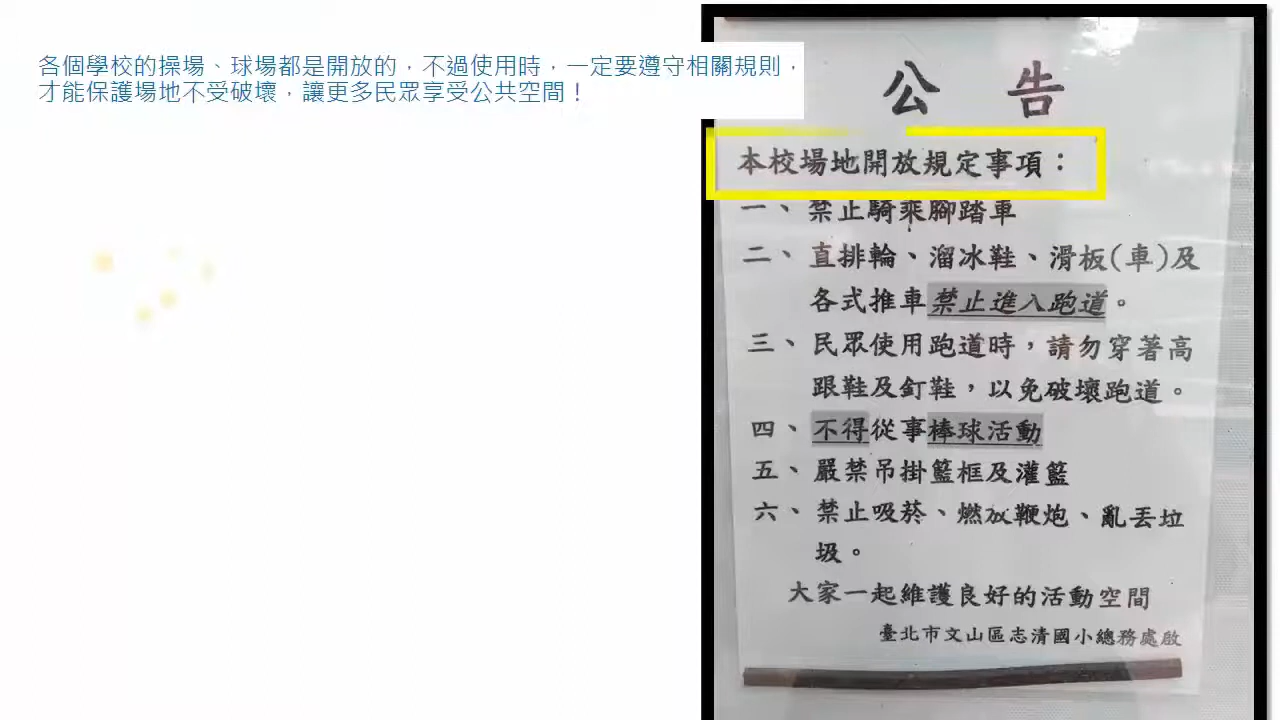 各個學校的操場、球場都是開放的，不過使用時，一定要遵守相關規則，
才能保護場地不受破壞，讓更多民眾享受公共空間！
公 告
本校場地開放規定事項：
一、禁止騎乘腳踏車
二、直排輪、溜冰鞋、滑板(車)及
各式推車禁止進入跑道。
三、民眾使用跑道時，請勿穿著高
跟鞋及釘鞋，以免破壞跑道。
四、不得從事棒球活動
五、嚴禁吊掛籃框及灌籃
六、禁止吸菸、燃放鞭炮、亂丟垃
圾。
大家一起維護良好的活動空間
臺北市文山區志清國小總務處啟